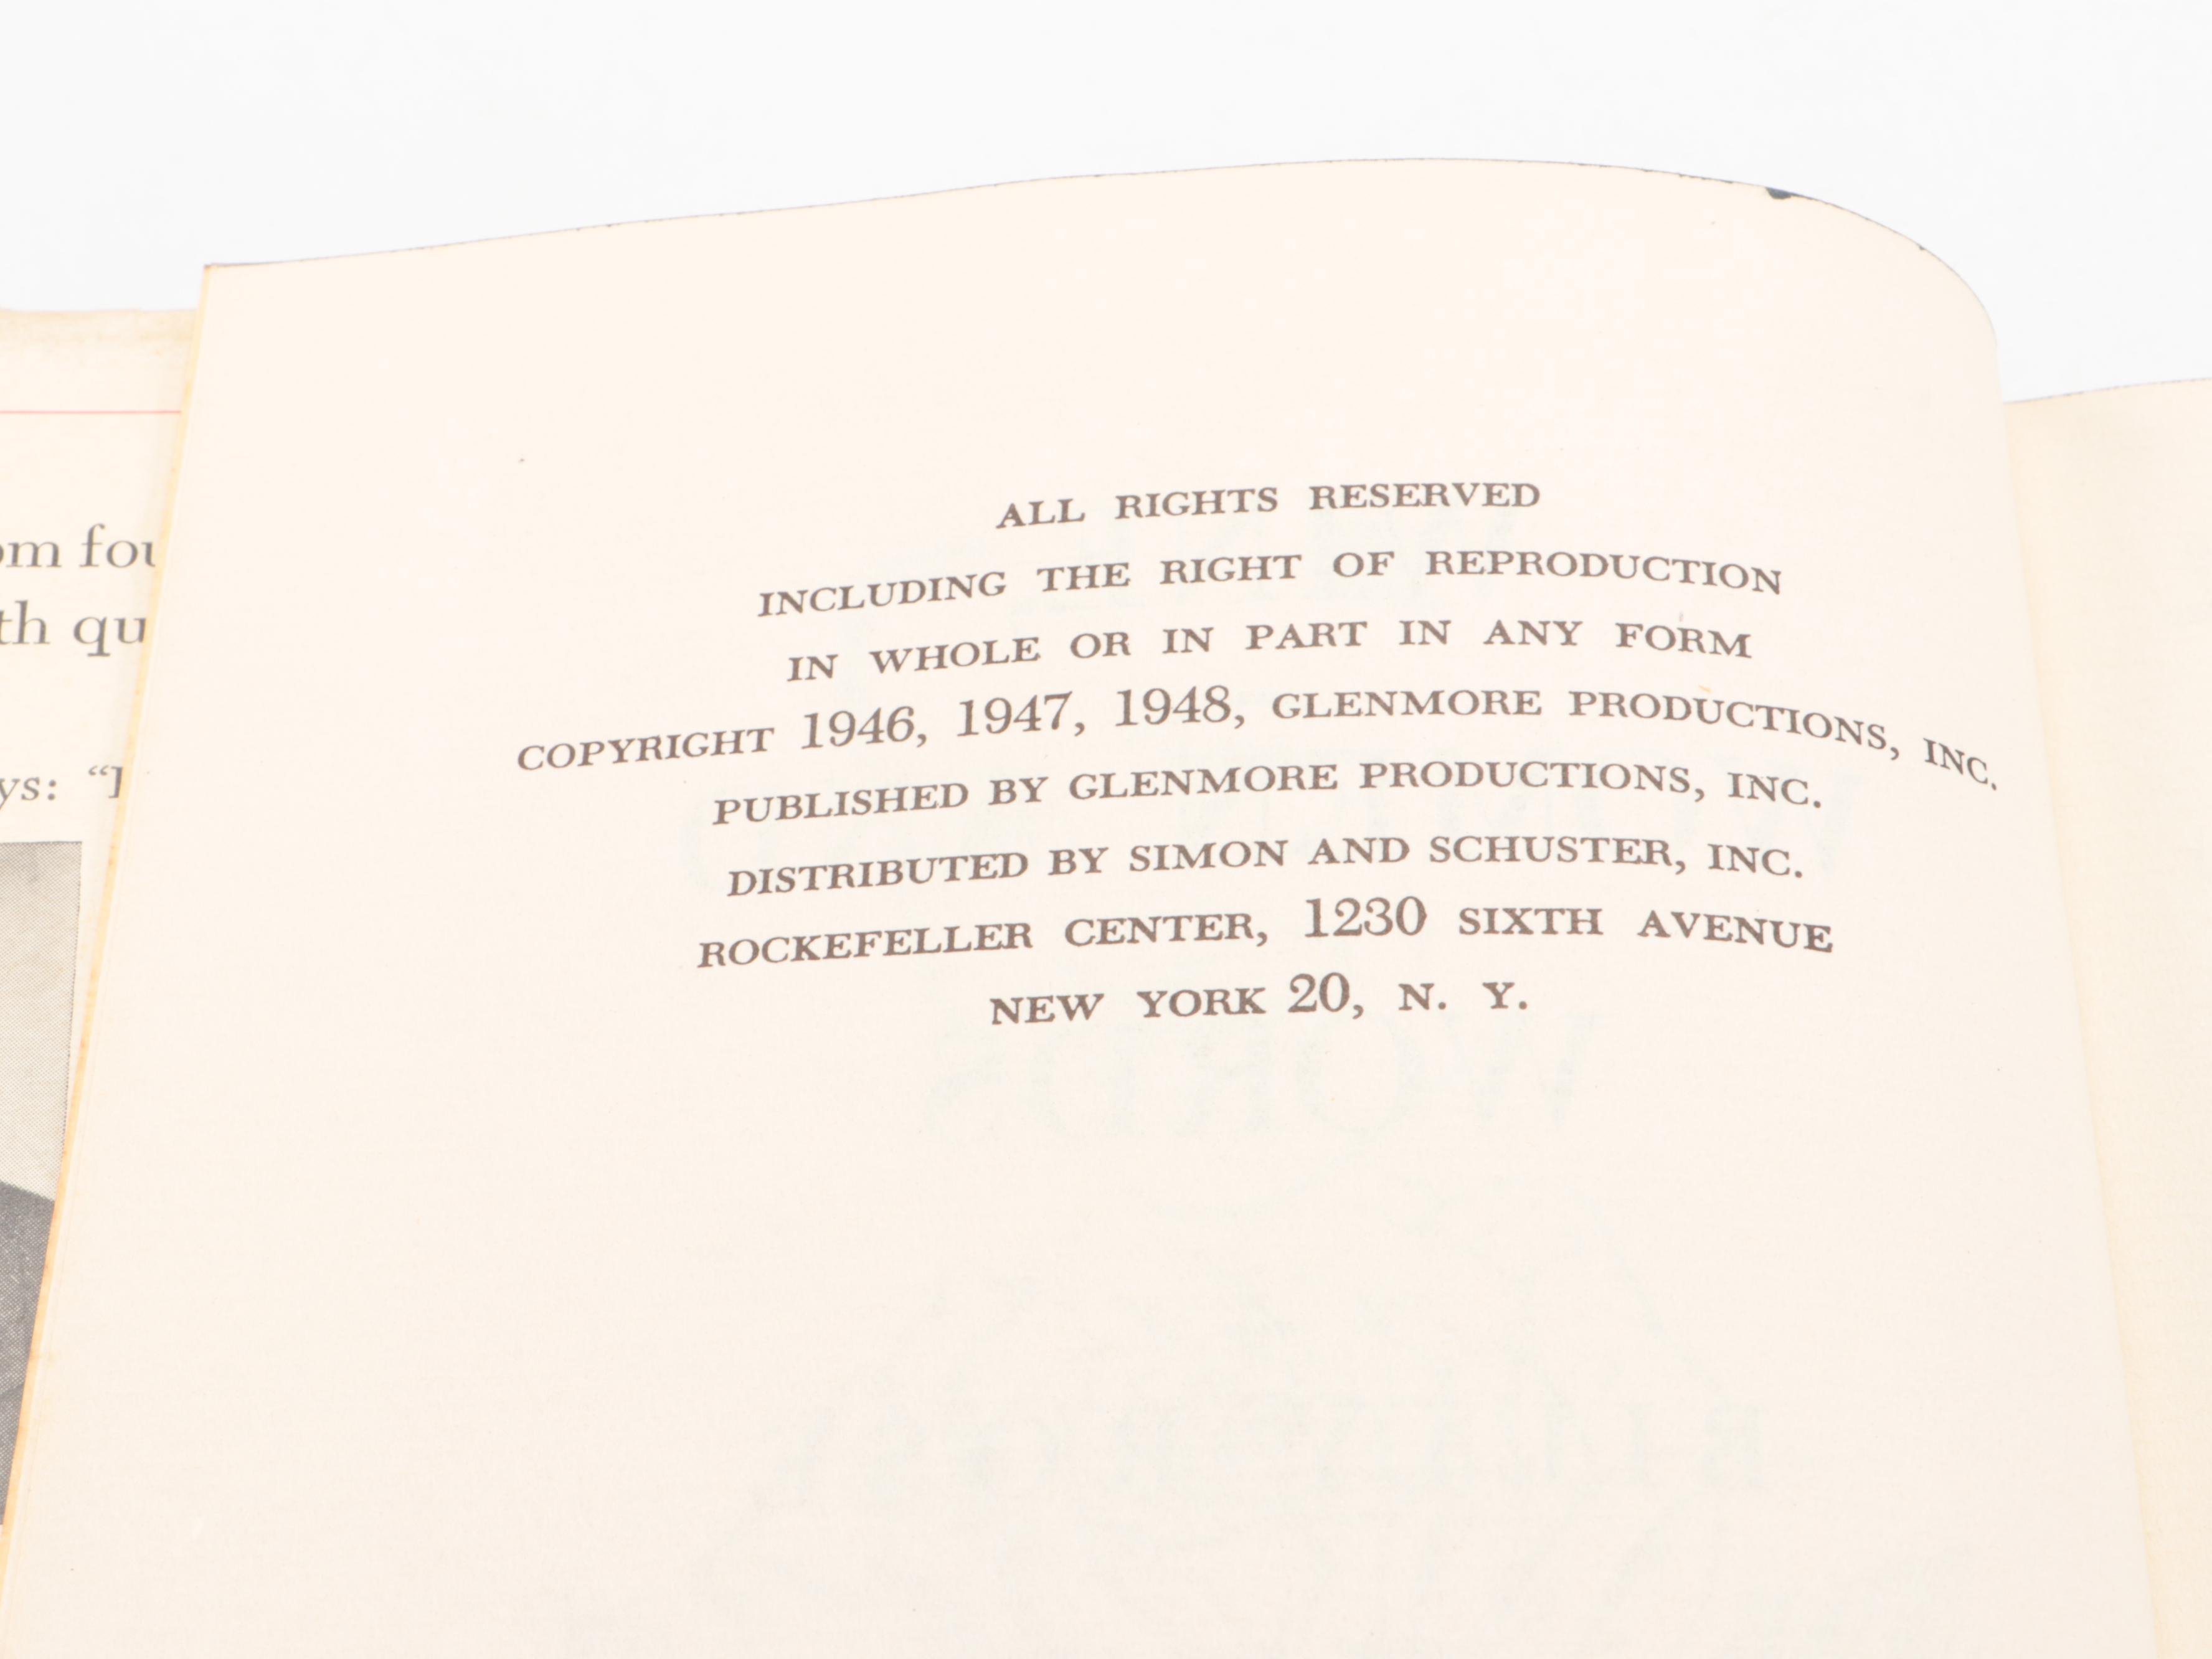 ALL RIGHTS RESERVED
INCLUDING THE RIGHT OF REPRODUCTION
IN WHOLE OR IN PART IN ANY FORM
COPYRIGHT 1946, 1947, 1948, GLENMORE PRODUCTIONS, INC.
PUBLISHED BY GLENMORE PRODUCTIONS, INC.
DISTRIBUTED BY SIMON AND SCHUSTER, INC.
ROCKEFELLER CENTER, 1230 SIXTH AVENUE
NEW YORK 20, N. Y.